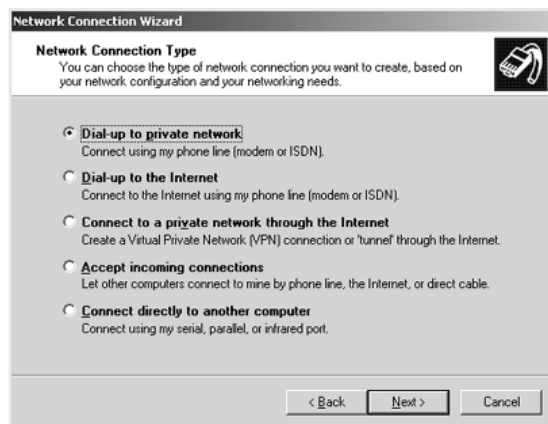 Network Connection Wizard
Network Connection Type
You can choose the type of network connection you want to create, based on
your network configuration and your networking needs.
Dial-up to private network
Connect using my phone line (modem or ISDN).
Dial-up to the Internet
Connect to the Internet using my phone line (modem or ISDN).
Connect to a private network through the Internet
Create a Virtual Private Network (VPN) connection or 'tunnel' through the Internet.
Accept incoming connections
Let other computers connect to mine by phone line, the Internet, or direct cable.
Connect directly to another computer
Connect using my serial, parallel, or infrared port.
< Back
Next >
Cancel